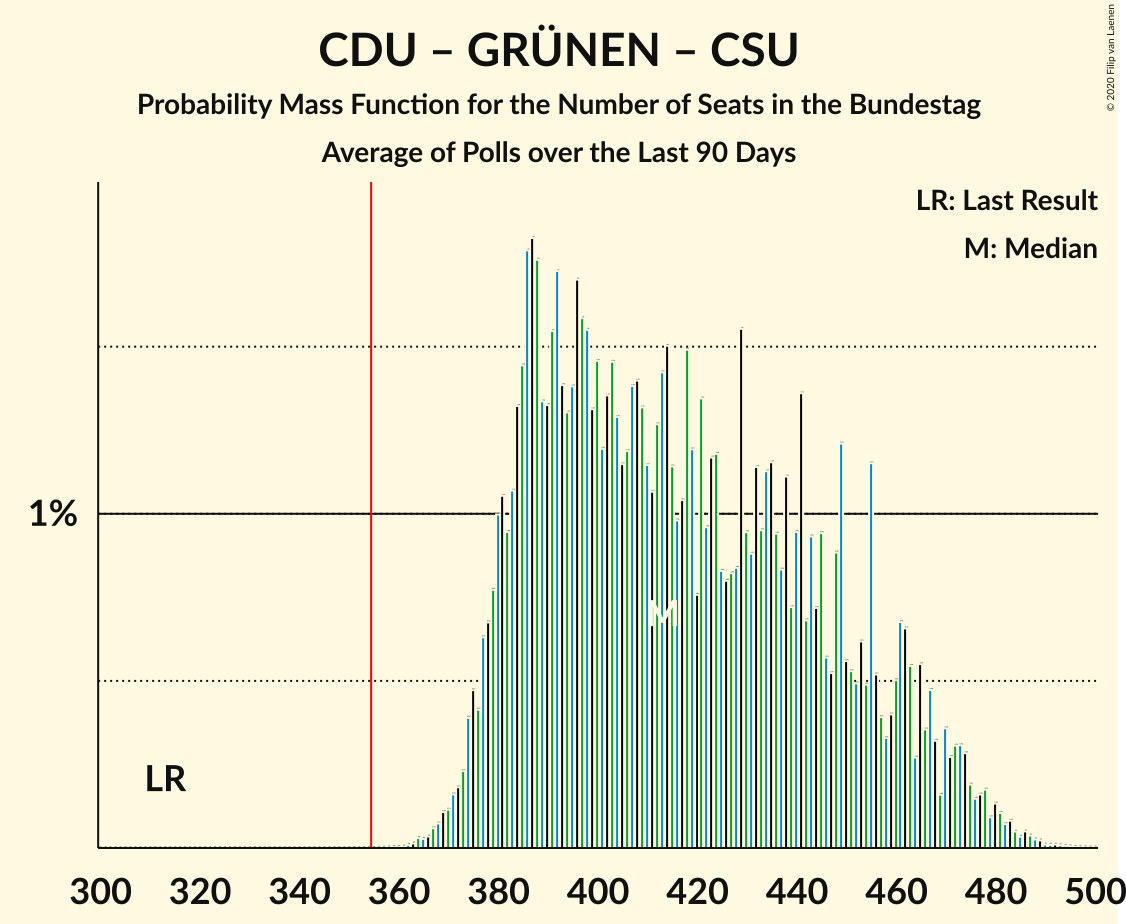 CDU – GRÜNEN – CSU
Probability Mass Function for the Number of Seats in the Bundestag
Average of Polls over the Last 90 Days
© 2020 Filip van Laenen
LR: Last Result
M: Median
1%
M
LR
300 320 340 360 380 400 420 440 460 480 500